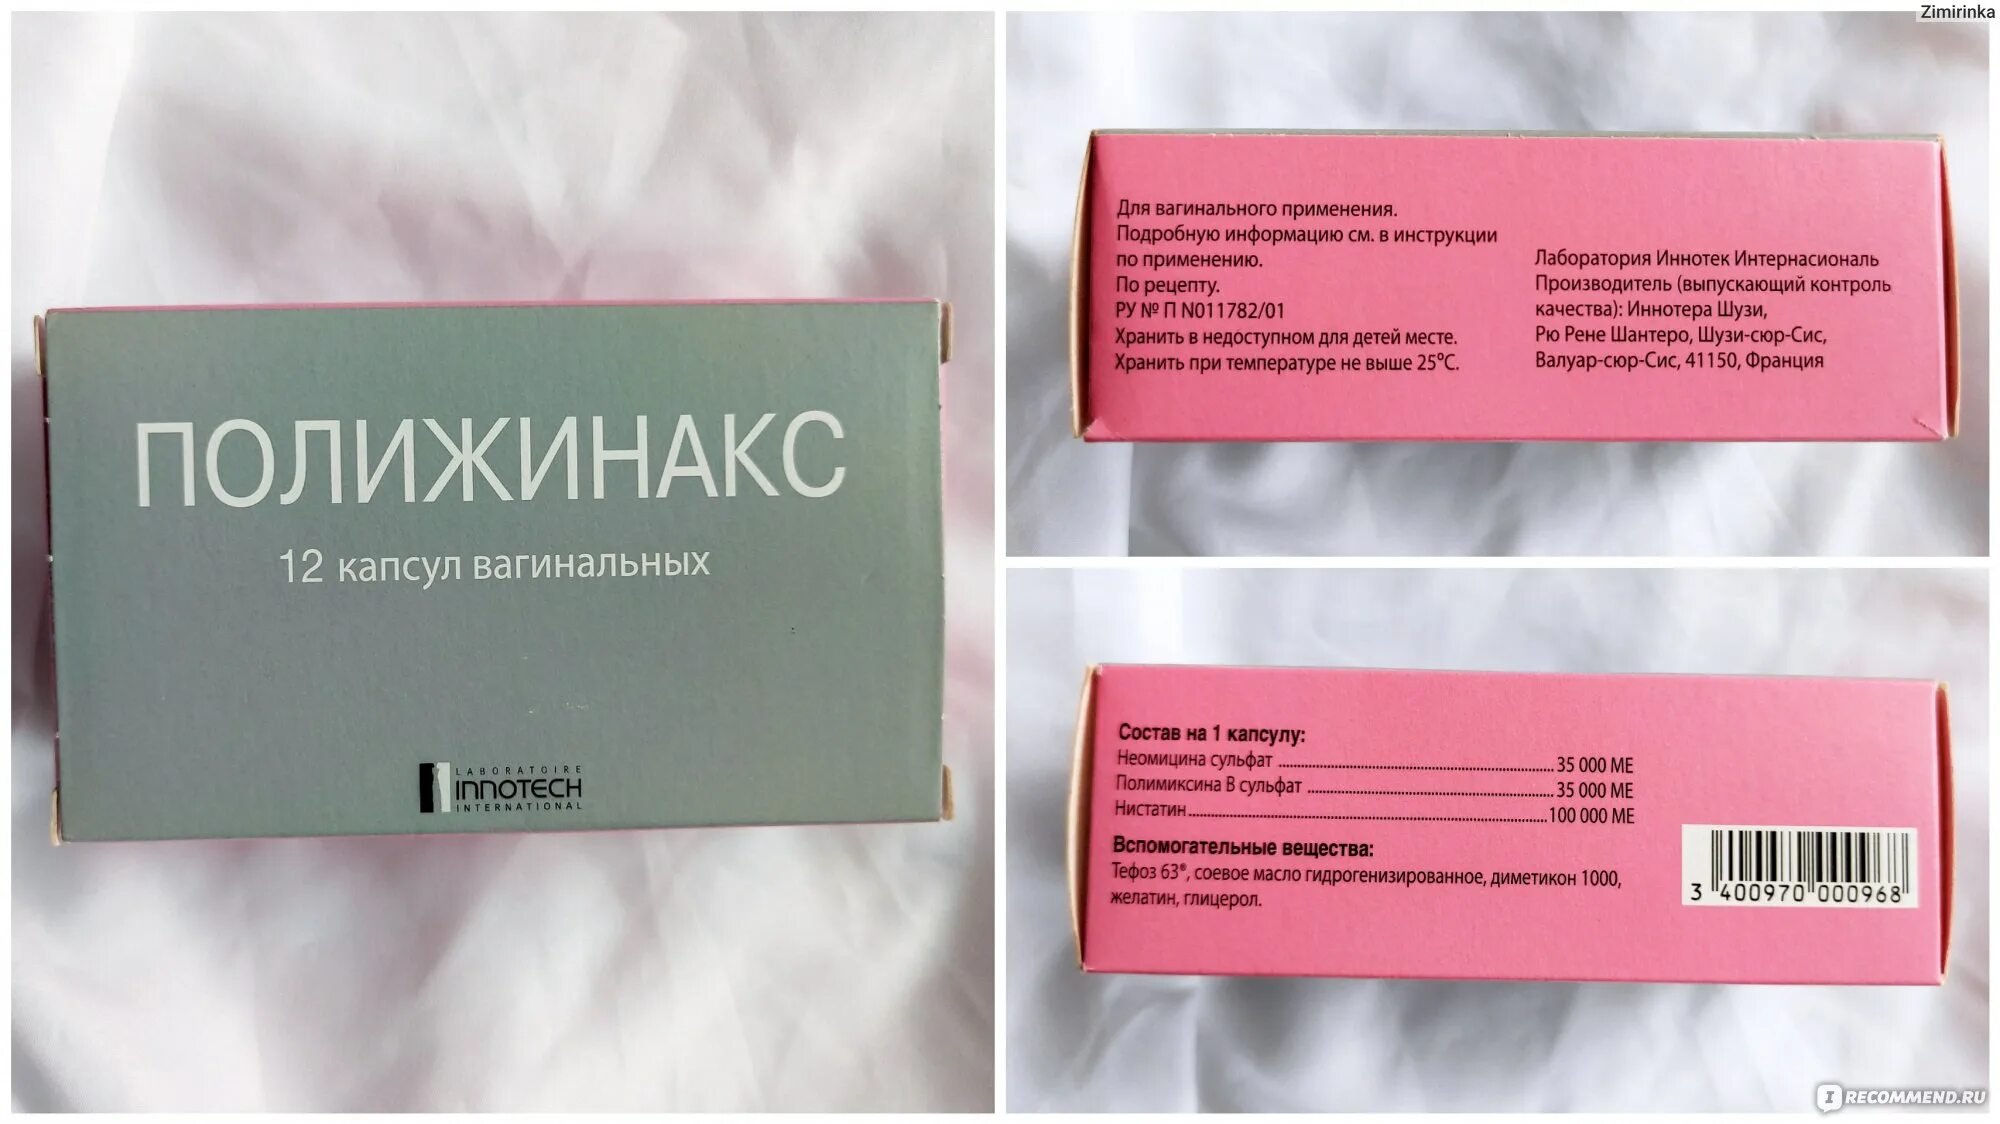 Zimirinka
ПОЛИЖИНАКС
12 капсул вагинальных
LABORATOIRE
INNOTECH
INTERNATIONAL
Для вагинального применения.
Подробную информацию см. в инструкции
по применению.
По рецепту.
РУ № П N011782/01
Хранить в недоступном для детей месте.
Хранить при температуре не выше 25°С.
Лаборатория Иннотек Интернасиональ
Производитель (выпускающий контроль
качества): Иннотера Шузи,
Рю Рене Шантеро, Шузи-сюр-Сис,
Валуар-сюр-Сис, 41150, Франция
Состав на 1 капсулу:
Неомицина сульфат ........ 35 000 МЕ
Полимиксина В сульфат ........ 35 000 МЕ
Нистатин ........ 100 000 МЕ
Вспомогательные вещества:
Тефоз 63®, соевое масло гидрогенизированное, диметикон 1000,
желатин, глицерол.
3 400970 000968
I RECOMMEND.RU